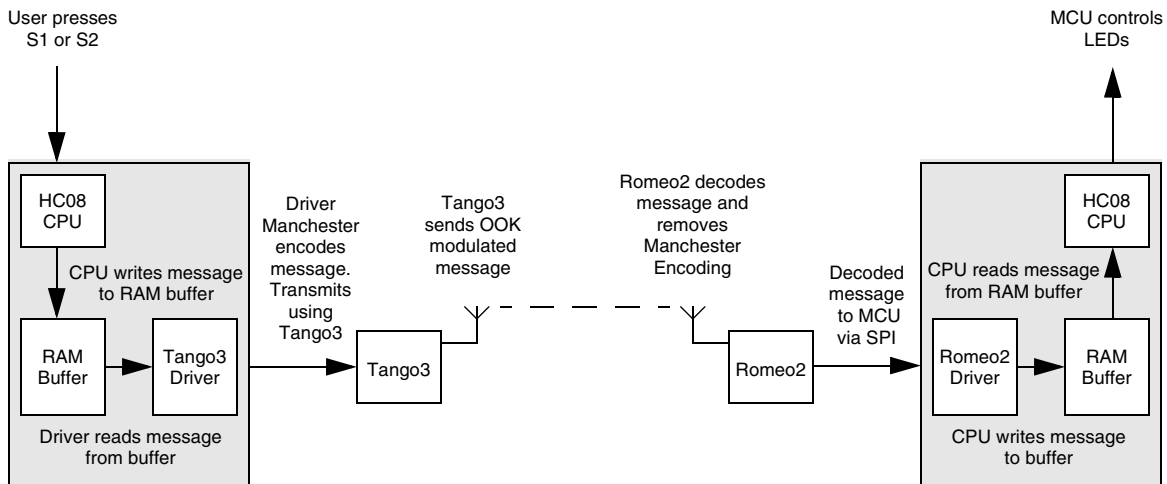 User presses
S1 or S2
MCU controls
LEDs
HC08
CPU
CPU writes message
to RAM buffer
RAM
Buffer
Tango3
Driver
Driver reads message
from buffer
Driver
Manchester
encodes
message.
Transmits
using
Tango3
Tango3
Tango3
sends OOK
modulated
message
Romeo2 decodes
message and
removes
Manchester
Encoding
Romeo2
Decoded
message
to MCU
via SPI
HC08
CPU
CPU reads message
from RAM buffer
Romeo2
Driver
RAM
Buffer
CPU writes message
to buffer